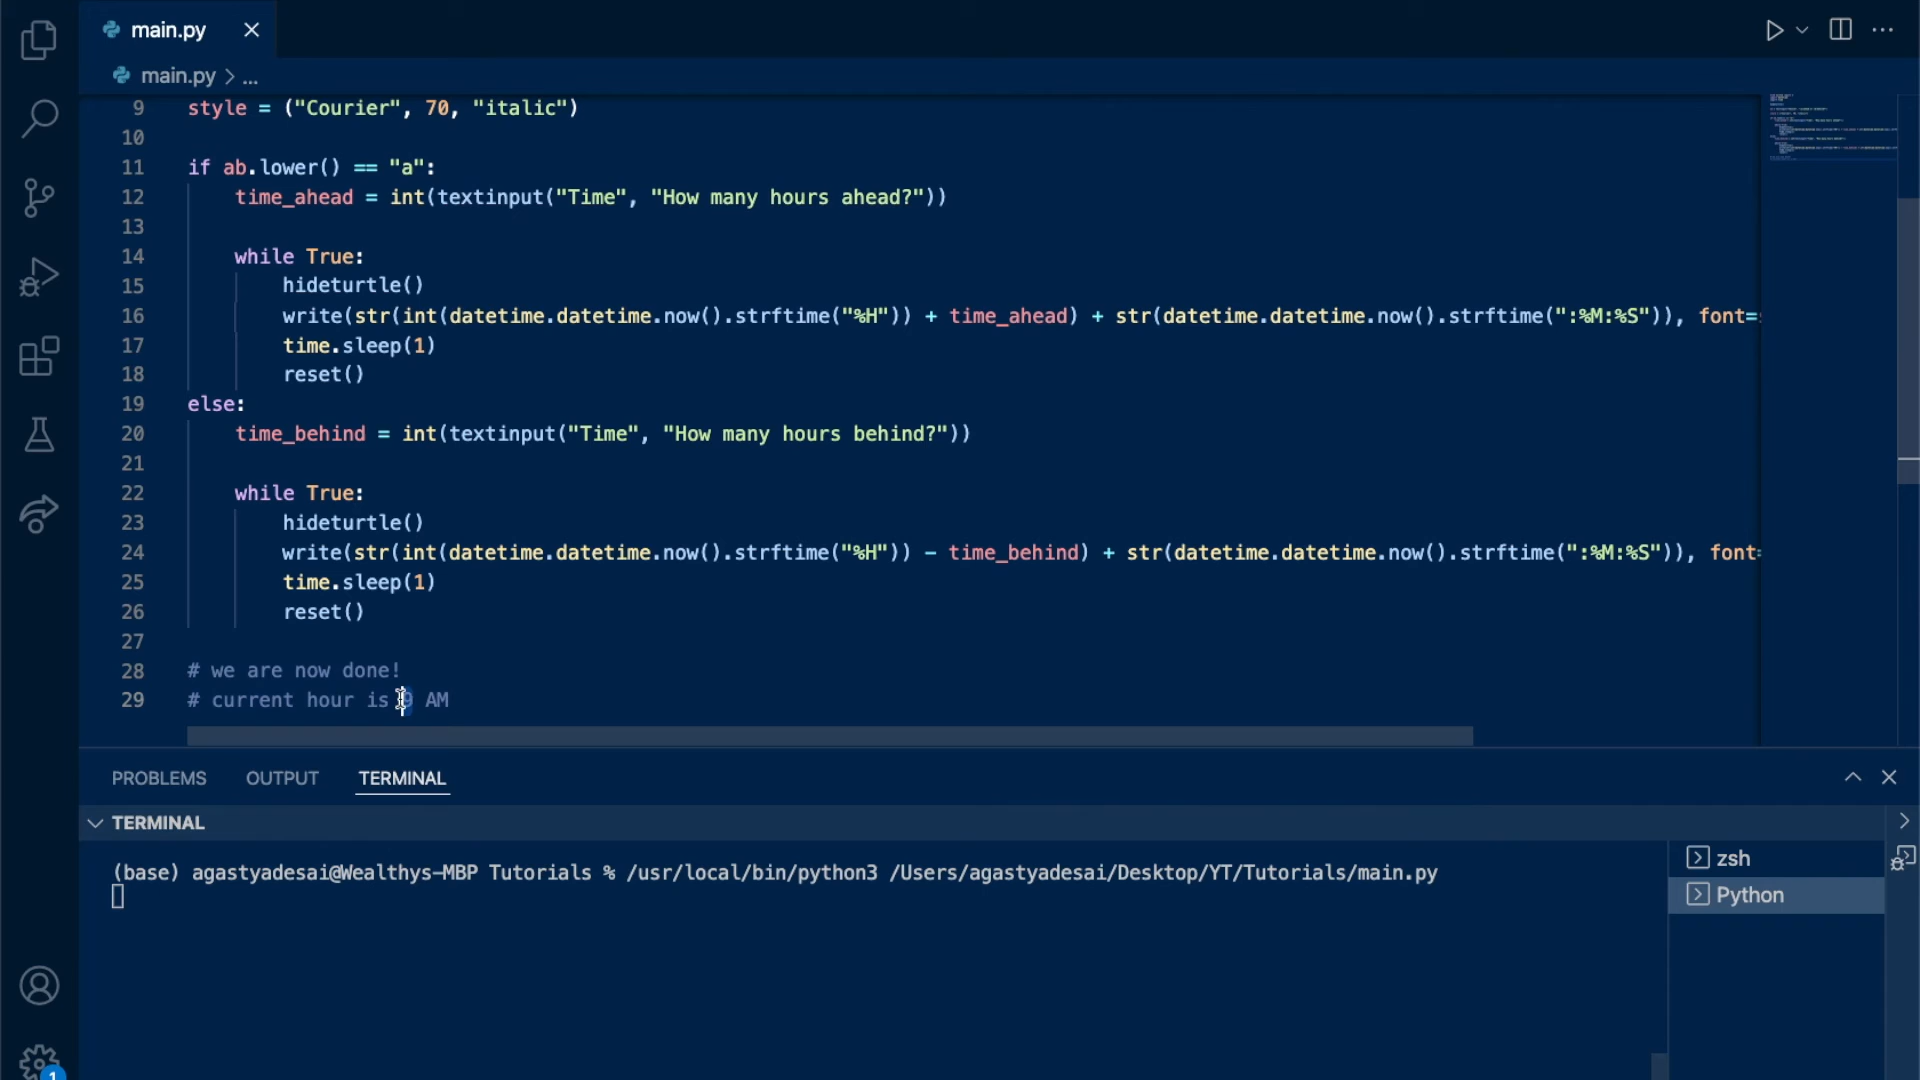 main.py
main.py > ...
9 style = ("Courier", 70, "italic")
10
11 if ab.lower() == "a":
12 time_ahead = int(textinput("Time", "How many hours ahead?"))
13
14 while True:
15 hideturtle()
16 write(str(int(datetime.datetime.now().strftime("%H")) + time_ahead) + str(datetime.datetime.now().strftime(":%M:%S")), font=
17 time.sleep(1)
18 reset()
19 else:
20 time_behind = int(textinput("Time", "How many hours behind?"))
21
22 while True:
23 hideturtle()
24 write(str(int(datetime.datetime.now().strftime("%H")) - time_behind) + str(datetime.datetime.now().strftime(":%M:%S")), font=
25 time.sleep(1)
26 reset()
27
28 # we are now done!
29 # current hour is 9 AM
PROBLEMS OUTPUT TERMINAL
TERMINAL
(base) agastyadesai@Wealthys-MBP Tutorials % /usr/local/bin/python3 /Users/agastyadesai/Desktop/YT/Tutorials/main.py
zsh
Python
1